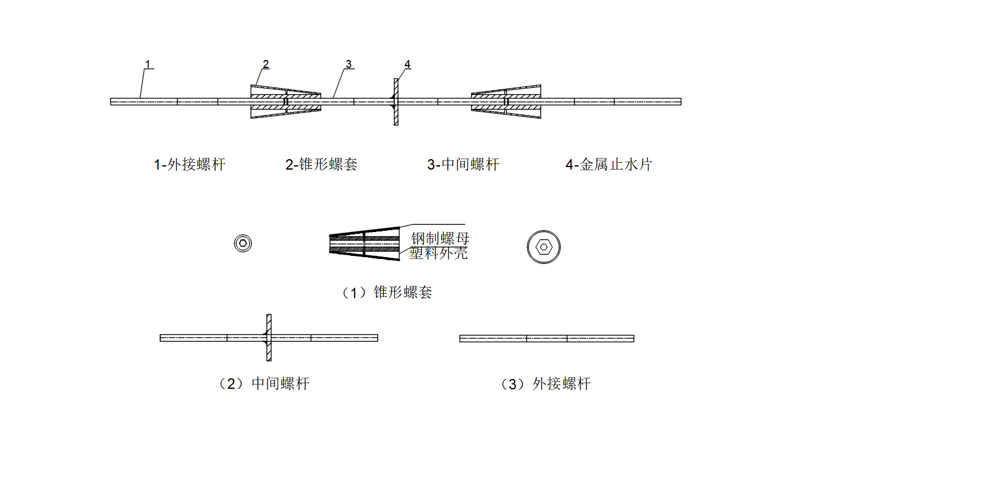 1 2 3 4
1-外接螺杆 2-锥形螺套 3-中间螺杆 4-金属止水片
钢制螺母
塑料外壳
（1）锥形螺套
（2）中间螺杆 （3）外接螺杆